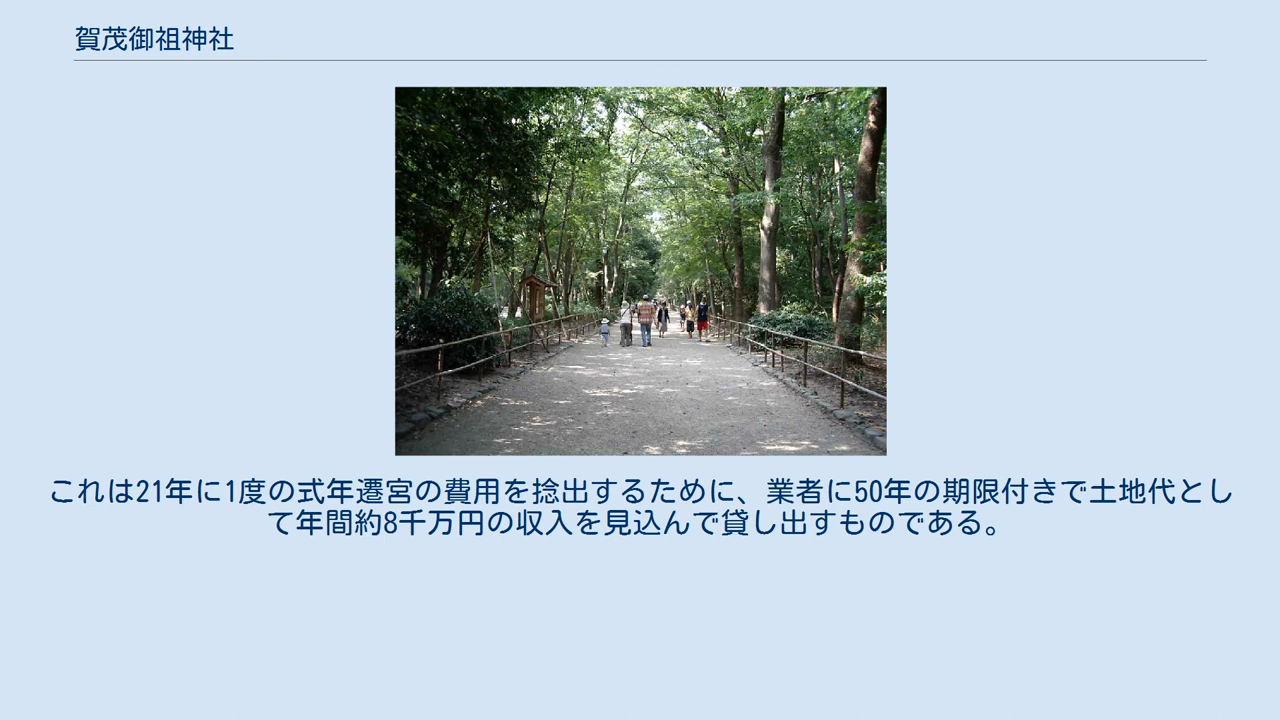 賀茂御祖神社
これは21年に1度の式年遷宮の費用を捻出するために、業者に50年の期限付きで土地代とし
て年間約8千万円の収入を見込んで貸し出すものである。